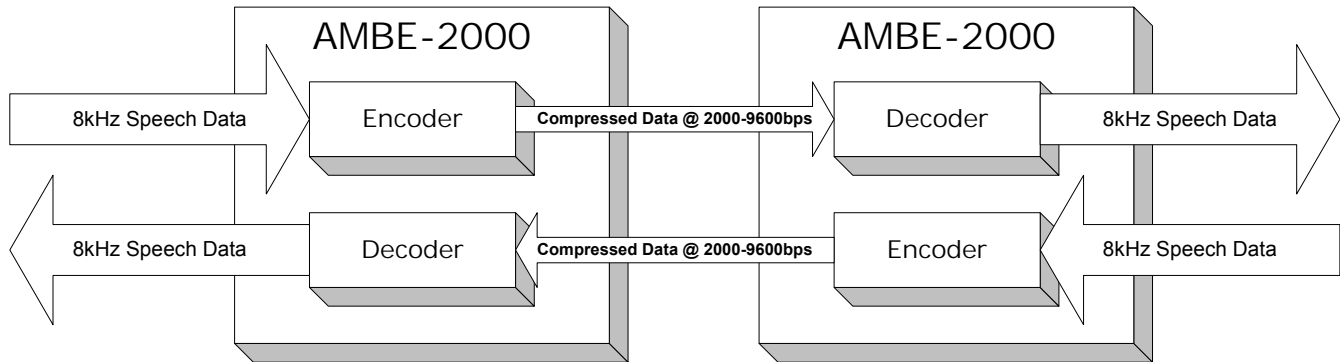 AMBE-2000
AMBE-2000
8kHz Speech Data
Encoder
Compressed Data @ 2000-9600bps
Decoder
8kHz Speech Data
8kHz Speech Data
Decoder
Compressed Data @ 2000-9600bps
Encoder
8kHz Speech Data